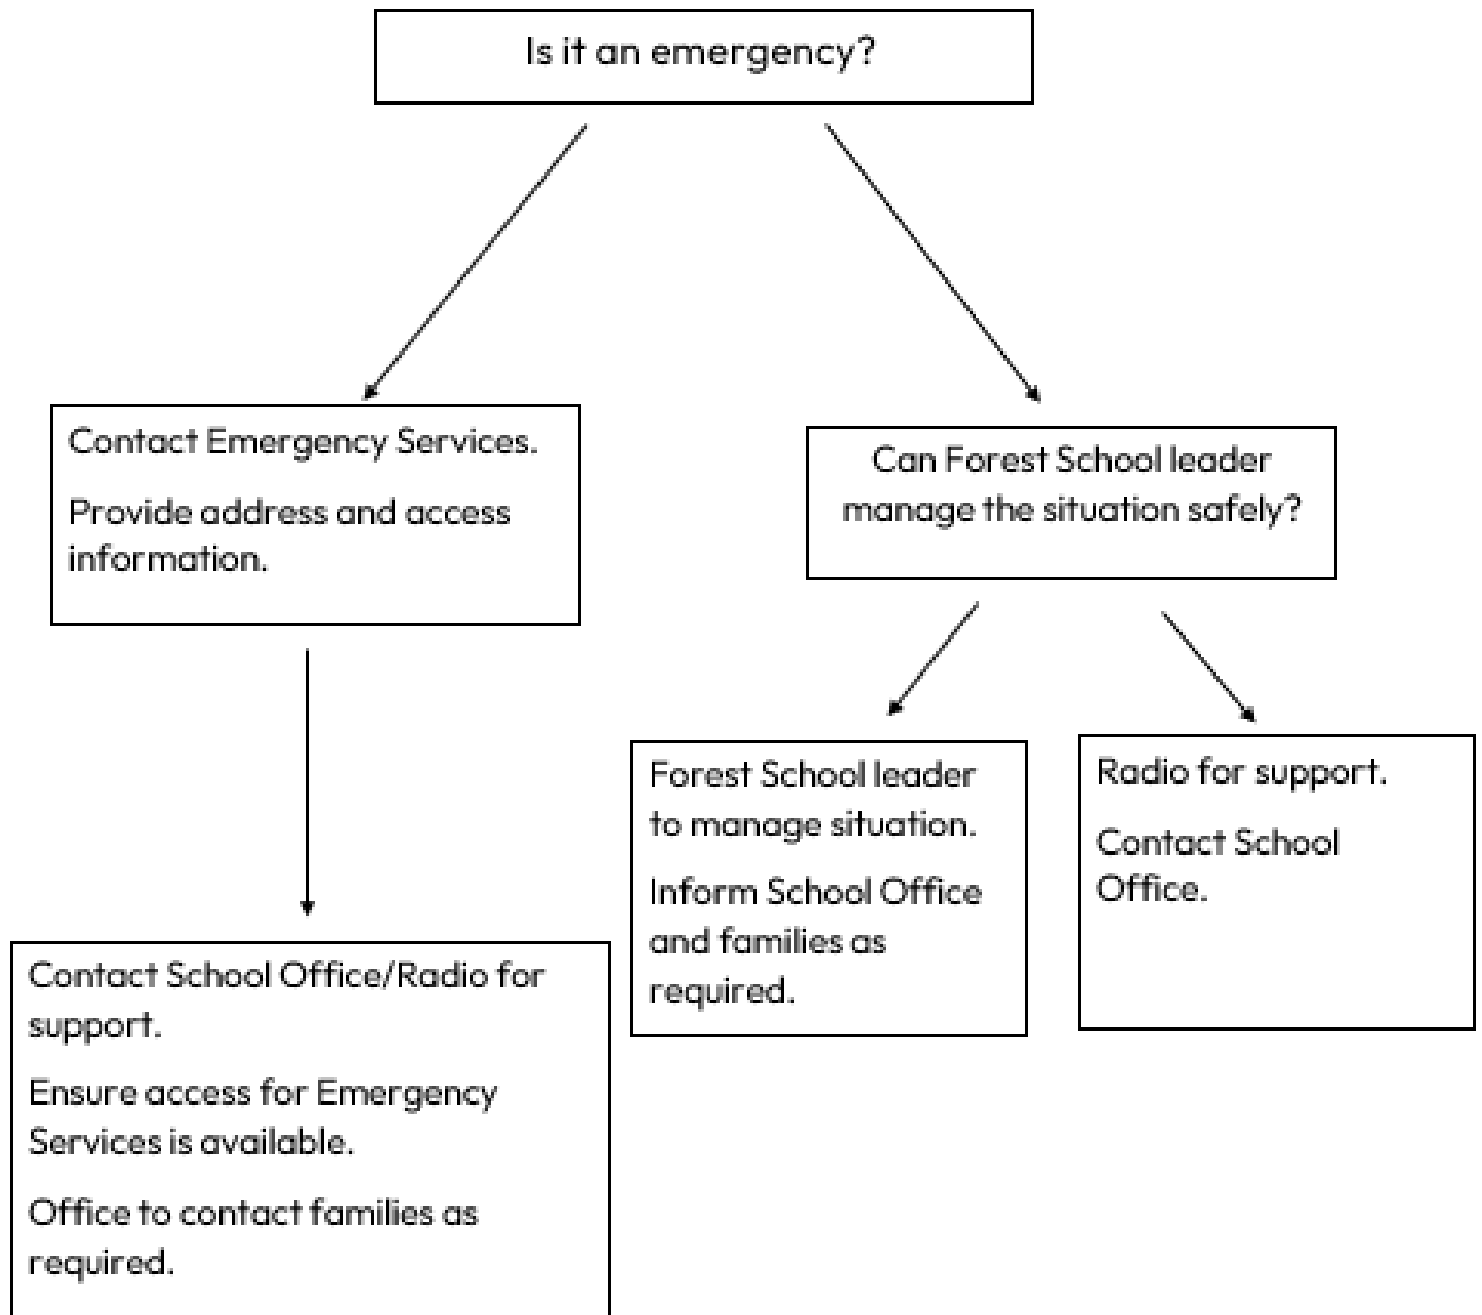 Is it an emergency?
Contact Emergency Services.
Provide address and access
information.
Can Forest School leader
manage the situation safely?
Forest School leader
to manage situation.
Inform School Office
and families as
required.
Radio for support.
Contact School
Office.
Contact School Office/Radio for
support.
Ensure access for Emergency
Services is available.
Office to contact families as
required.